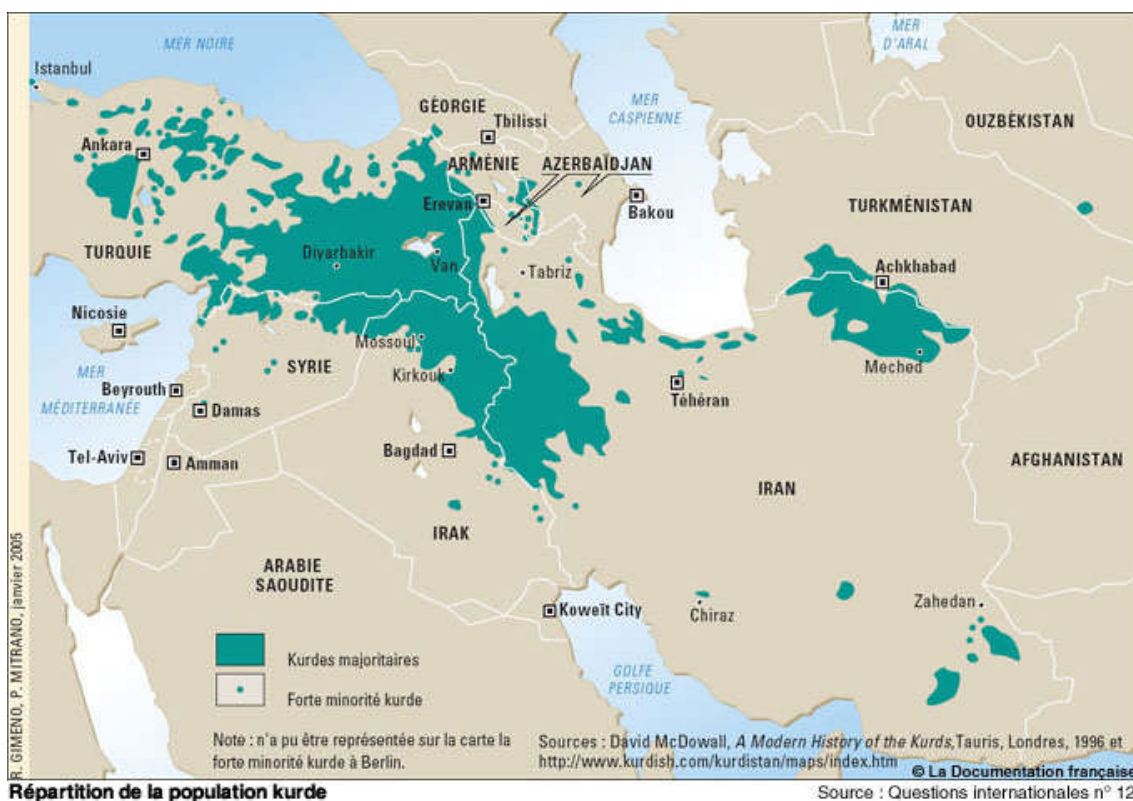 MER NOIRE
MER
D'ARAL
Istanbul
GÉORGIE
Tbilissi
MER
CASPIENNE
OUZBÉKISTAN
Ankara
ARMÉNIE
AZERBAÏDJAN
Erevan
Bakou
TURKMÉNISTAN
TURQUIE
Diyarbakir
Van
Tabriz
Achkhabad
Nicosie
Mossoul
Meched
SYRIE
Kirkouk
MER
MÉDITERRANÉE
Beyrouth
Damas
Téhéran
Tel-Aviv
Amman
Bagdad
AFGHANISTAN
IRAN
IRAK
ARABIE
SAOUDITE
Koweït City
Chiraz
Zahedan
GOLFE
PERSIQUE
Kurdes majoritaires
Forte minorité kurde
Note : n'a pu être représentée sur la carte la
forte minorité kurde à Berlin.
Sources : David McDowall, A Modern History of the Kurds,Tauris, Londres, 1996 et
http://www.kurdish.com/kurdistan/maps/index.htm
© La Documentation française
R. GIMENO, P. MITRANO, janvier 2005
Répartition de la population kurde
Source : Questions internationales n° 12